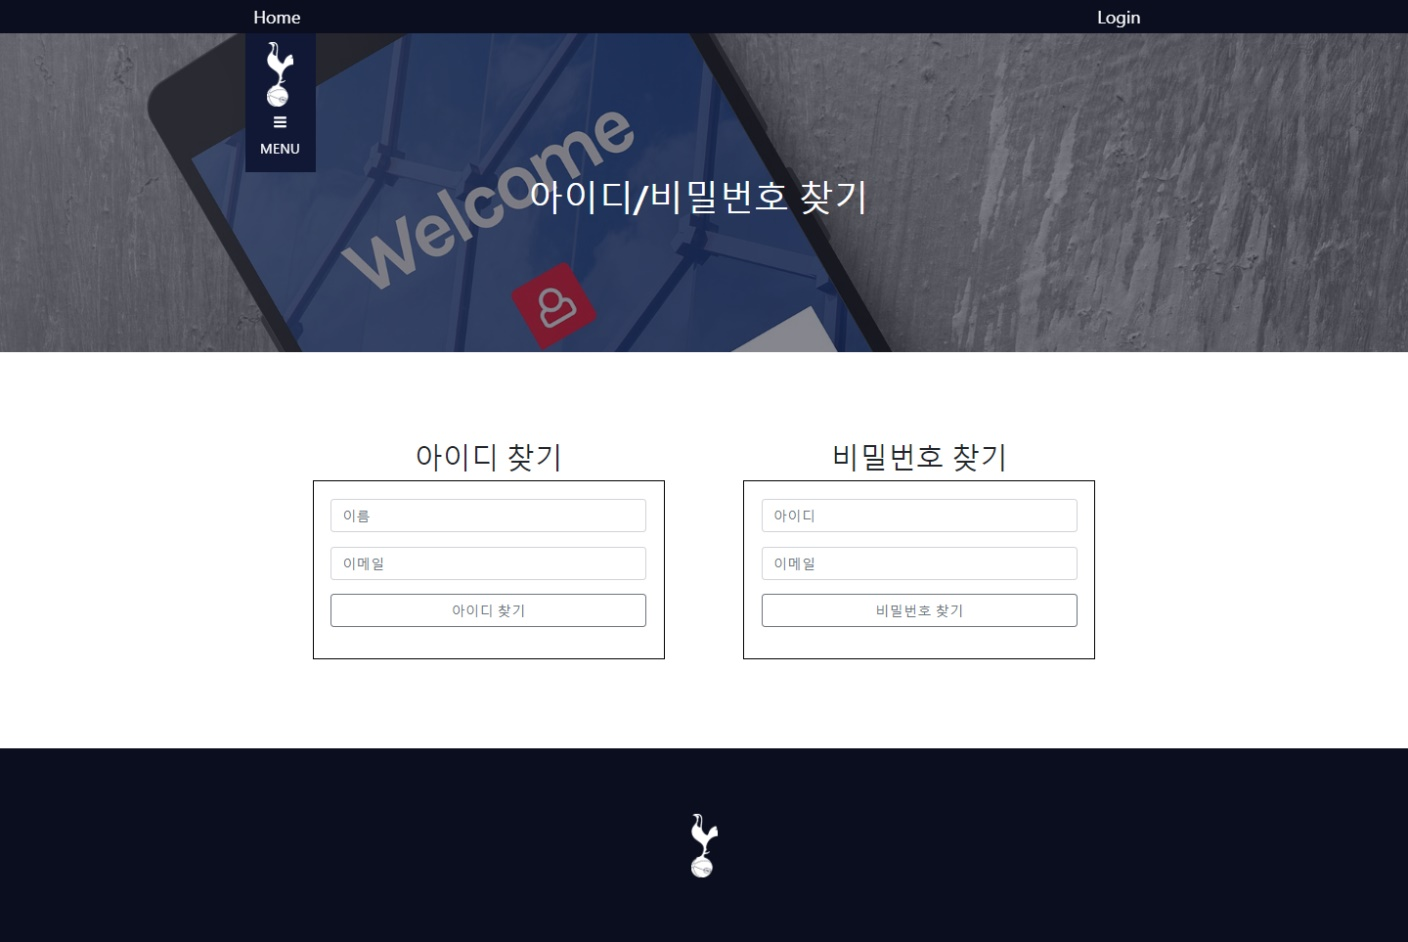 Home
Login
MENU
Welcome
아이디/비밀번호 찾기
아이디 찾기
이름
이메일
아이디 찾기
비밀번호 찾기
아이디
이메일
비밀번호 찾기